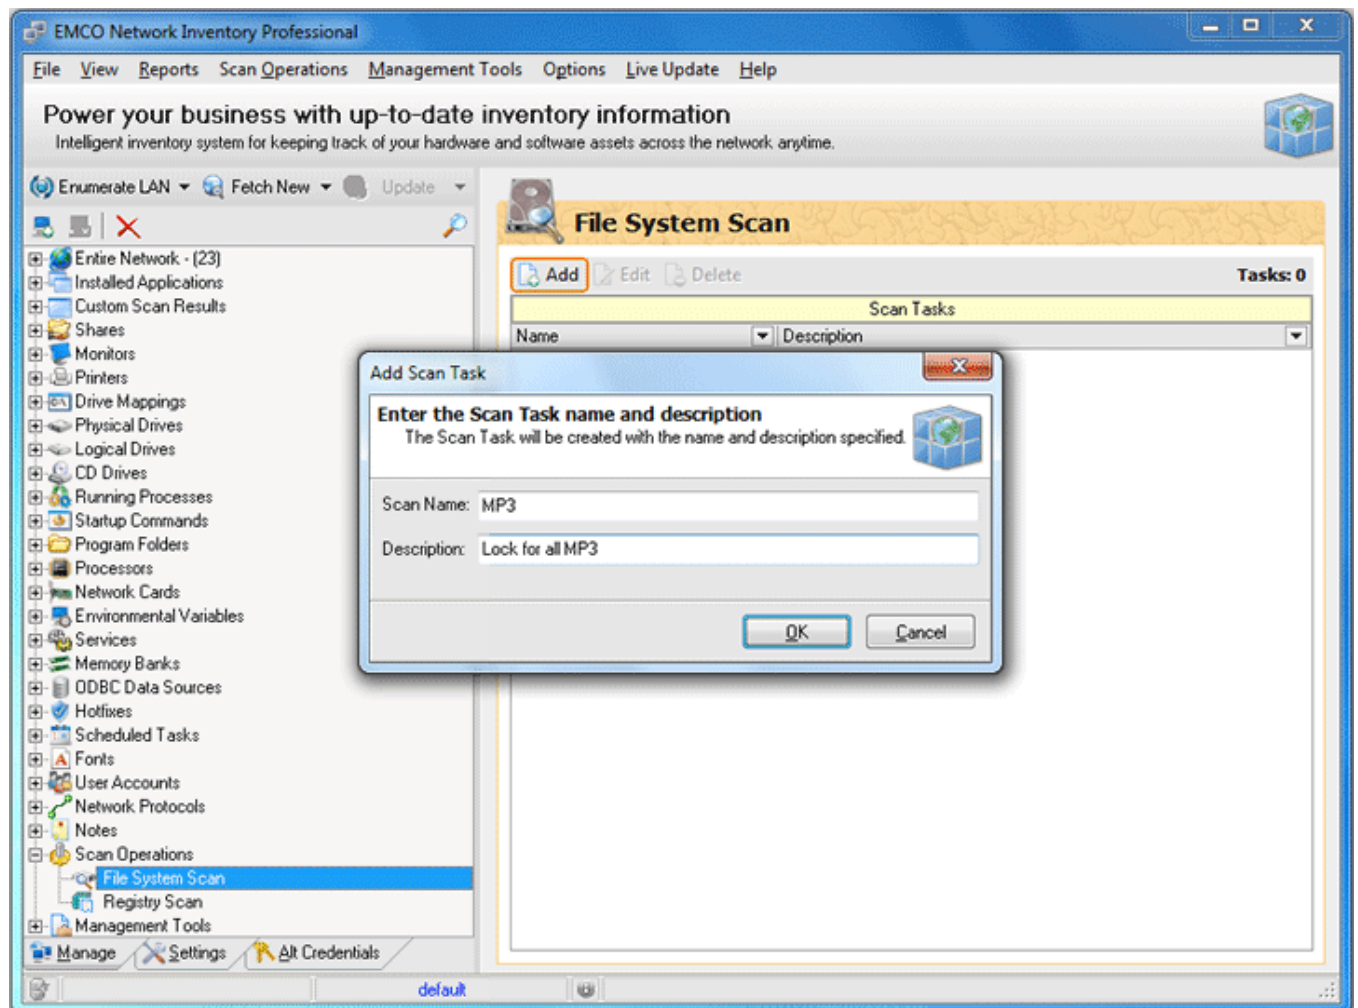 EMCO Network Inventory Professional
File View Reports Scan Operations Management Tools Options Live Update Help
Power your business with up-to-date inventory information
Intelligent inventory system for keeping track of your hardware and software assets across the network anytime.
Enumerate LAN Fetch New Update
File System Scan
Add Edit Delete Tasks: 0
Scan Tasks
Name Description
Entire Network - (23)
Installed Applications
Custom Scan Results
Shares
Monitors
Printers
Drive Mappings
Physical Drives
Logical Drives
CD Drives
Running Processes
Startup Commands
Program Folders
Processors
Network Cards
Environmental Variables
Services
Memory Banks
ODBC Data Sources
Hotfixes
Scheduled Tasks
Fonts
User Accounts
Network Protocols
Notes
Scan Operations
File System Scan
Registry Scan
Management Tools
Add Scan Task
Enter the Scan Task name and description
The Scan Task will be created with the name and description specified.
Scan Name: MP3
Description: Lock for all MP3
OK Cancel
Manage Settings Alt Credentials
default